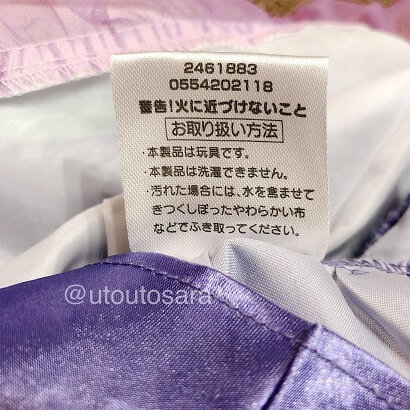 2461883
0554202118
警告!火に近づけないこと
お取り扱い方法
・本製品は玩具です。
・本製品は洗濯できません。
・汚れた場合には、水を含ませて
きつくしぼったやわらかい布
などでふき取ってください。
@utoutosara